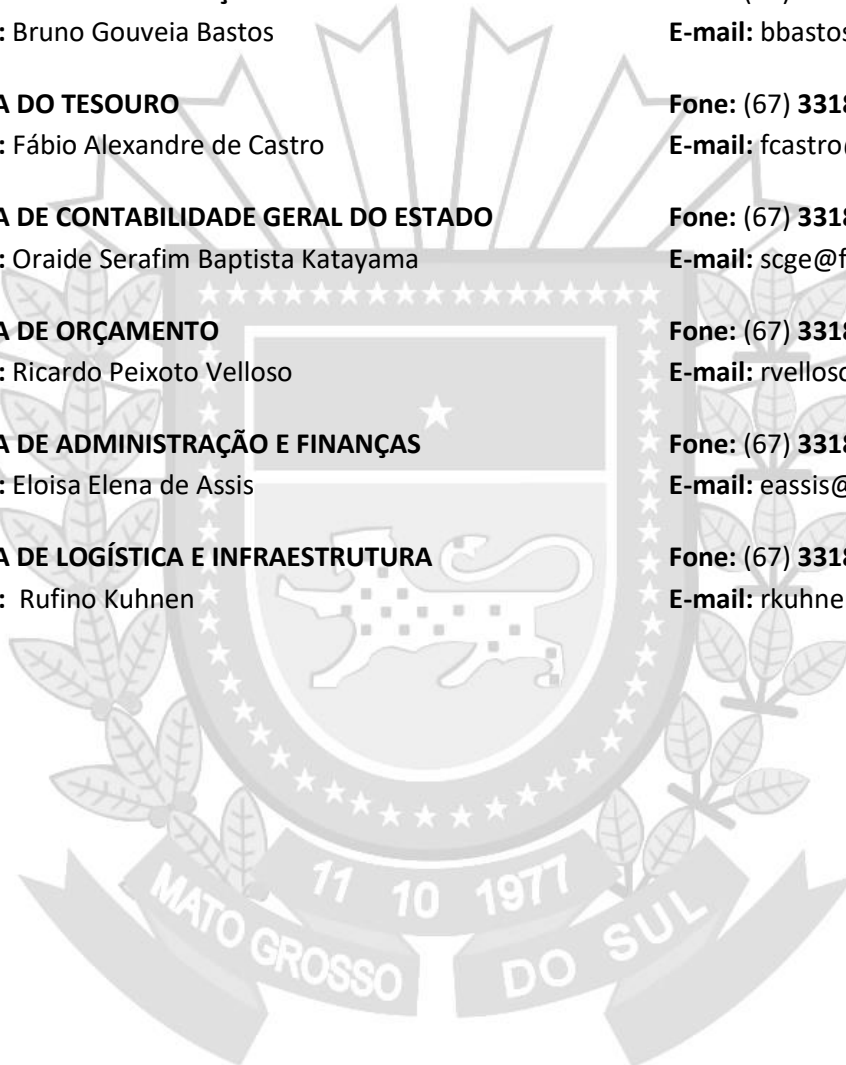 : Bruno Gouveia Bastos E-mail: bbastos
A DO TESOURO Fone: (67) 3318
: Fábio Alexandre de Castro E-mail: fcastro@
A DE CONTABILIDADE GERAL DO ESTADO Fone: (67) 3318
: Oraide Serafim Baptista Katayama E-mail: scge@f
A DE ORÇAMENTO Fone: (67) 3318
: Ricardo Peixoto Velloso E-mail: rvelloso
A DE ADMINISTRAÇÃO E FINANÇAS Fone: (67) 3318
: Eloisa Elena de Assis E-mail: eassis@
A DE LOGÍSTICA E INFRAESTRUTURA Fone: (67) 3318
: Rufino Kuhnen E-mail: rkuhne
11 10 1977
MATO GROSSO DO SUL